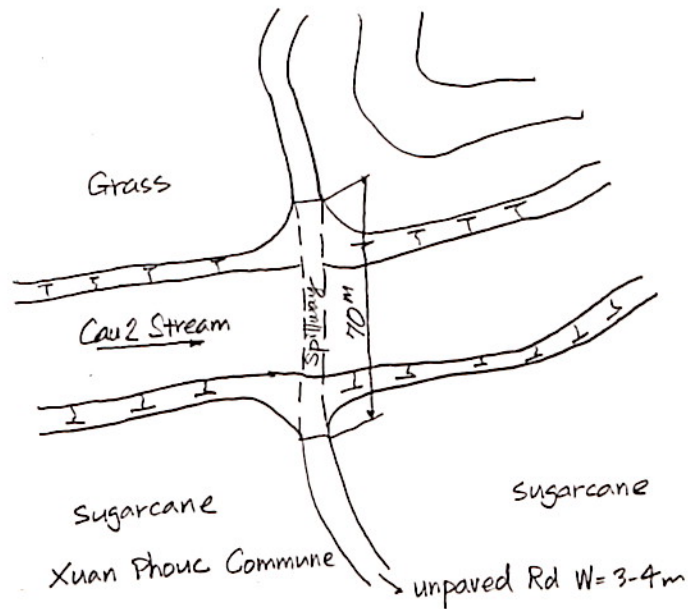 Grass
Cau2 Stream
Spillway
70m
Sugarcane
Sugarcane
Xuan Phouc Commune
unpaved Rd W=3-4m